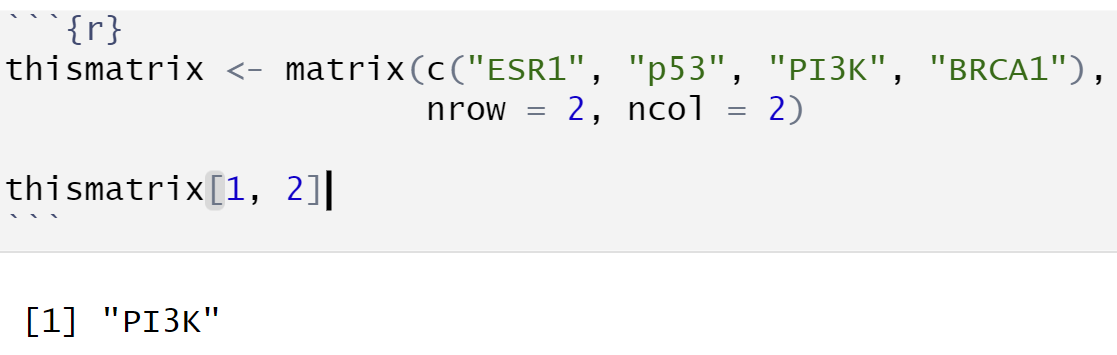 ```{r}
thismatrix <- matrix(c("ESR1", "p53", "PI3K", "BRCA1"),
nrow = 2, ncol = 2)
thismatrix[1, 2]
```
[1] "PI3K"